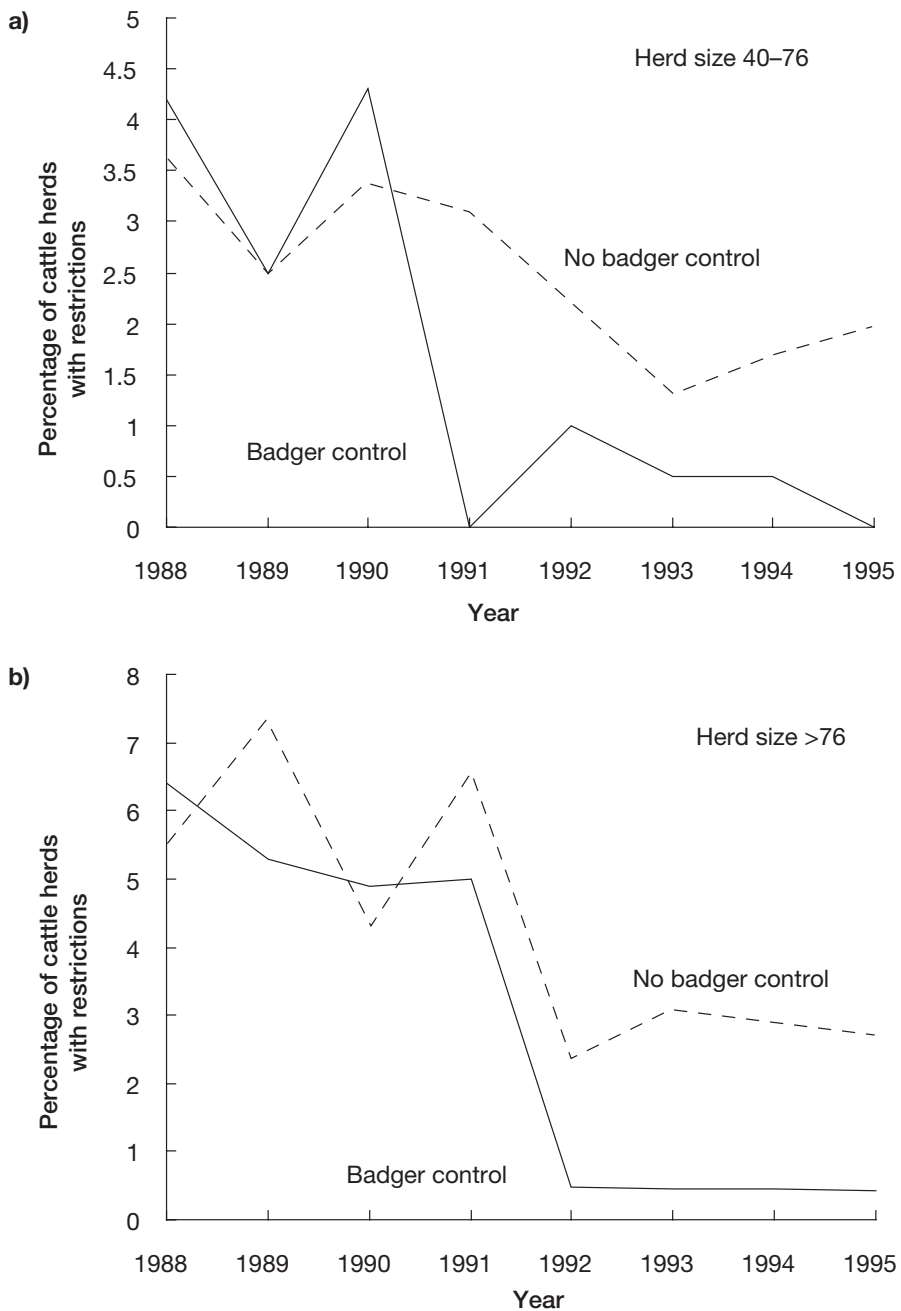 a)
5
4.5
4
3.5
3
2.5
2
1.5
1
0.5
0
Percentage of cattle herds
with restrictions
Herd size 40–76
No badger control
Badger control
1988 1989 1990 1991 1992 1993 1994 1995
Year
b)
8
7
6
5
4
3
2
1
0
Percentage of cattle herds
with restrictions
Herd size >76
No badger control
Badger control
1988 1989 1990 1991 1992 1993 1994 1995
Year